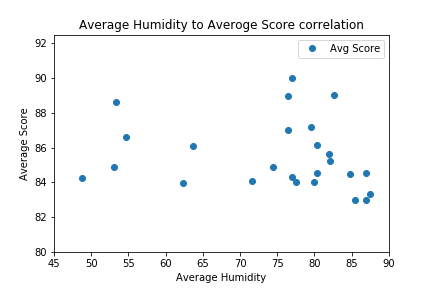 Average Humidity to Averoge Score correlation
92
90
88
86
84
82
80
Average Score
Avg Score
45 50 55 60 65 70 75 80 85 90
Average Humidity